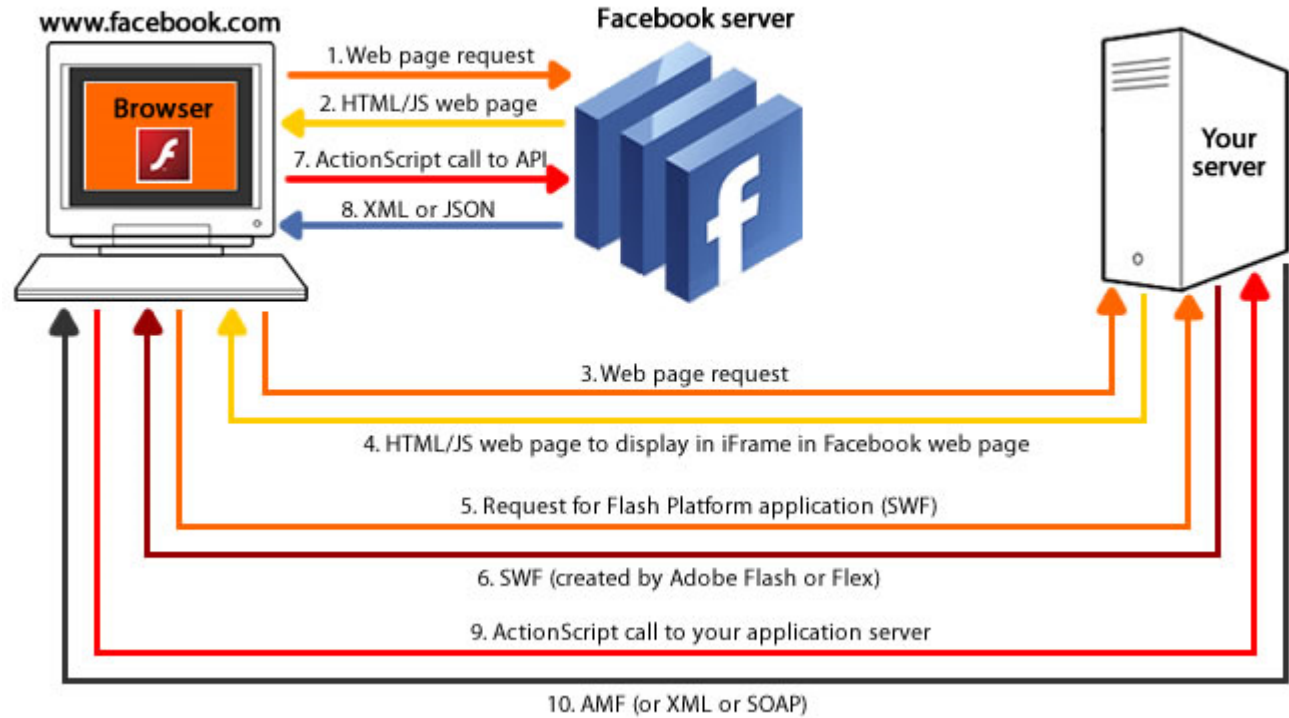 www.facebook.com
Facebook server
1. Web page request
Browser
2. HTML/JS web page
7. ActionScript call to API
8. XML or JSON
Your
server
3. Web page request
4. HTML/JS web page to display in iFrame in Facebook web page
5. Request for Flash Platform application (SWF)
6. SWF (created by Adobe Flash or Flex)
9. ActionScript call to your application server
10. AMF (or XML or SOAP)